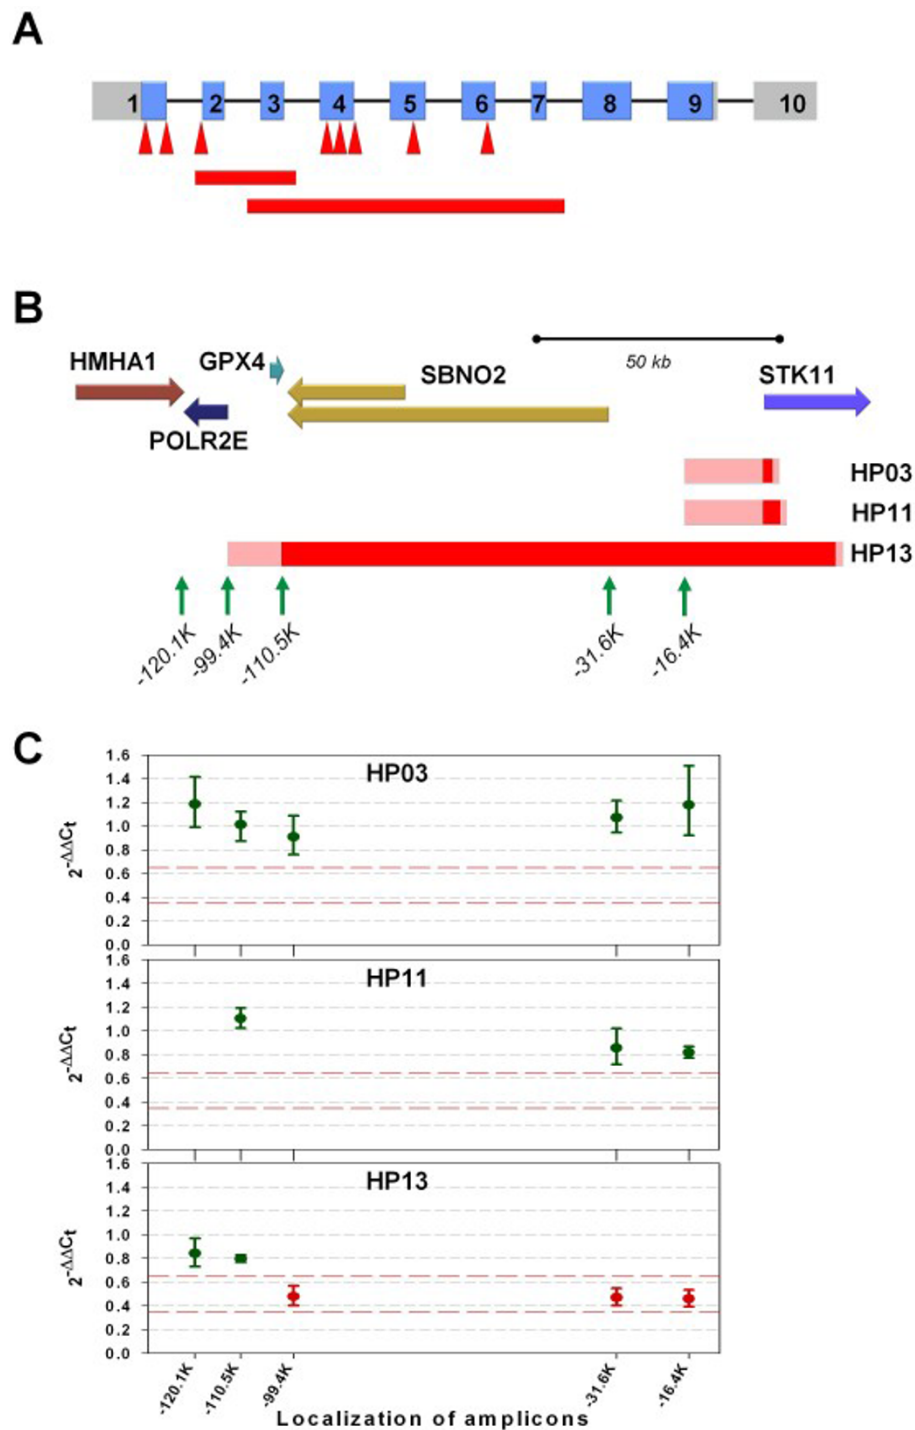 A
1 2 3 4 5 6 7 8 9 10
B
HMHA1 GPX4 SBNO2 50 kb STK11
POLR2E
HP03
HP11
HP13
-120.1K -99.4K -110.5K -31.6K -16.4K
C
HP03
2^-ΔΔCt
1.6
1.4
1.2
1.0
0.8
0.6
0.4
0.2
0.0
HP11
2^-ΔΔCt
1.6
1.4
1.2
1.0
0.8
0.6
0.4
0.2
0.0
HP13
2^-ΔΔCt
1.6
1.4
1.2
1.0
0.8
0.6
0.4
0.2
0.0
-120.1K -110.5K -99.4K -31.6K -16.4K
Localization of amplicons